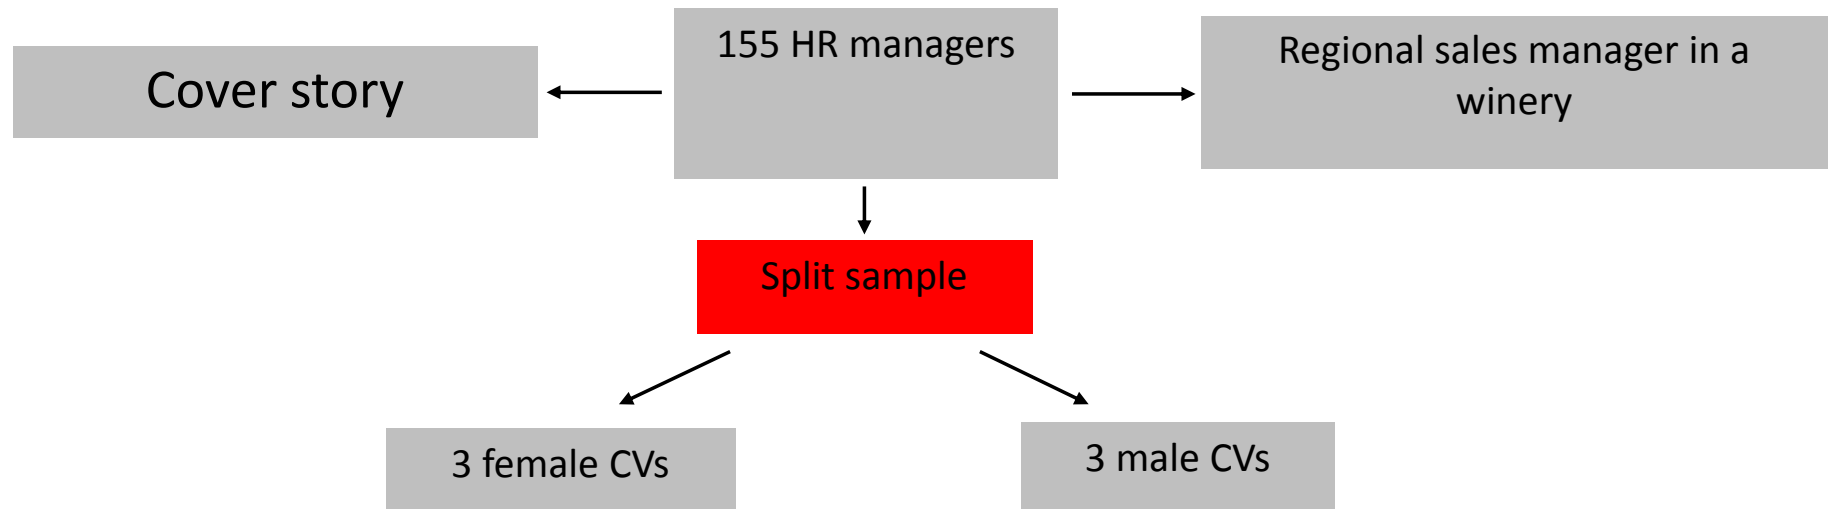 Cover story
155 HR managers
Regional sales manager in a
winery
Split sample
3 female CVs
3 male CVs